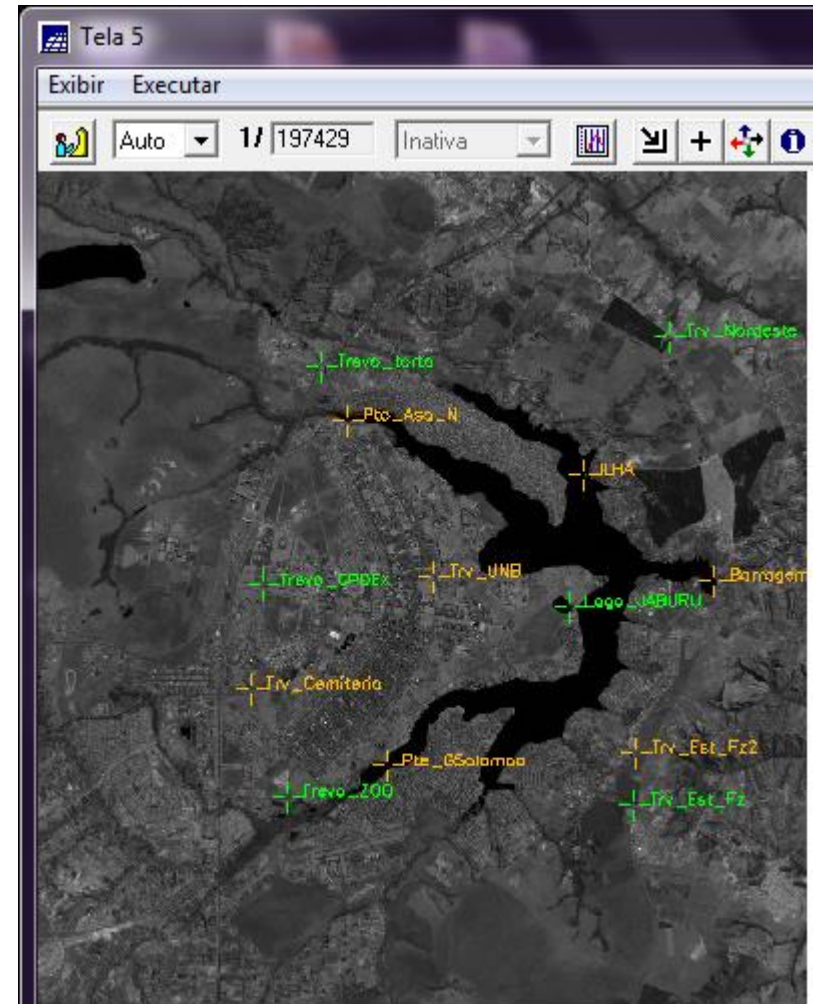 Tela 5
Exibir Executar
Auto 1/ 197429 Inativa
Trv_Nordeste
Trevo_torto
Pte_Asa_N
ILHA
Trv_UNB
Barragem
Trevo_CPDEx
Lago_JABURU
Trv_Cemiterio
Trv_Est_Fz2
Pte_GSalomao
Trevo_ZOO
Trv_Est_Fz